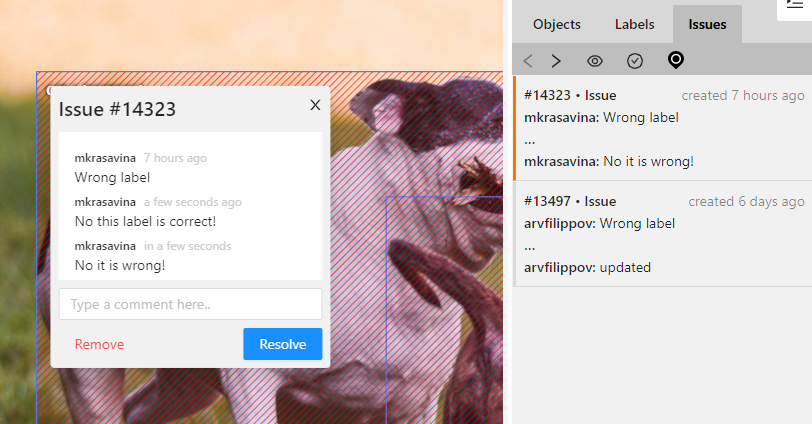 Objects Labels Issues
Issue #14323 X
mkrasavina 7 hours ago
Wrong label
mkrasavina a few seconds ago
No this label is correct!
mkrasavina in a few seconds
No it is wrong!
Type a comment here..
Remove Resolve
#14323 • Issue created 7 hours ago
mkrasavina: Wrong label
...
mkrasavina: No it is wrong!
#13497 • Issue created 6 days ago
arvfilippov: Wrong label
...
arvfilippov: updated